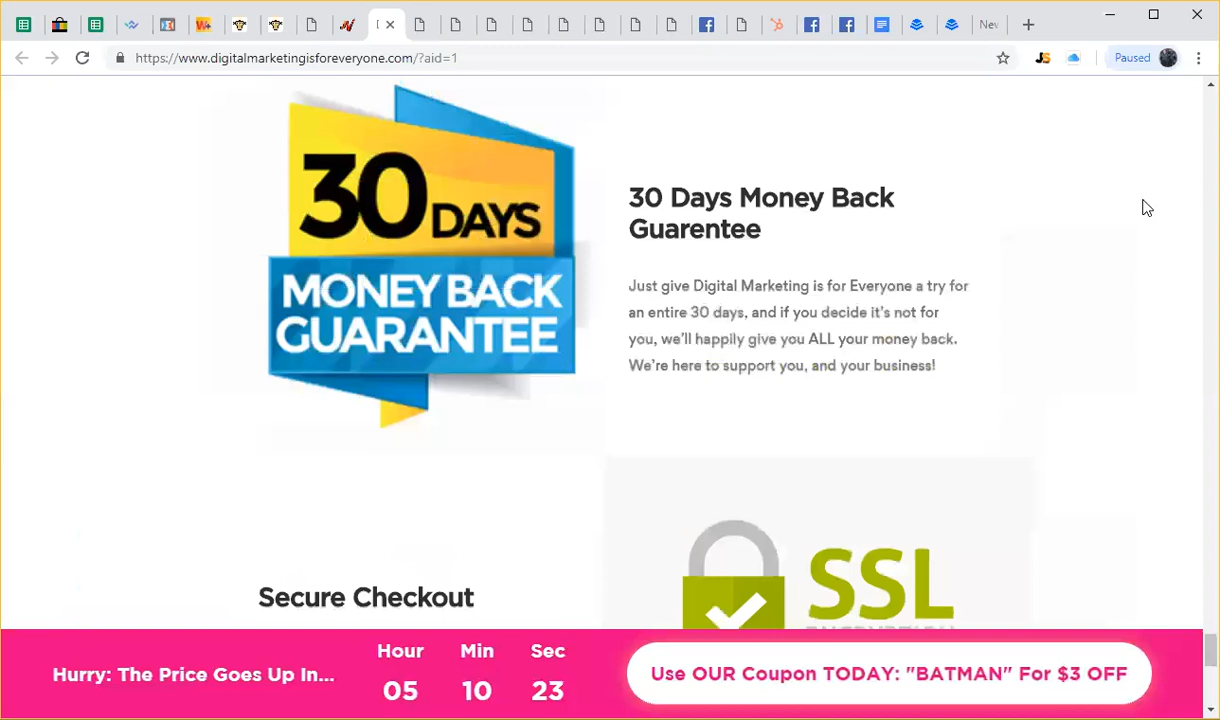 Nev
https://www.digitalmarketingisforeveryone.com/?aid=1
Paused
30 DAYS
MONEY BACK
GUARANTEE
30 Days Money Back
Guarentee
Just give Digital Marketing is for Everyone a try for
an entire 30 days, and if you decide it's not for
you, we'll happily give you ALL your money back.
We're here to support you, and your business!
Secure Checkout
SSL
Hurry: The Price Goes Up In...
Hour Min Sec
05 10 23
Use OUR Coupon TODAY: "BATMAN" For $3 OFF